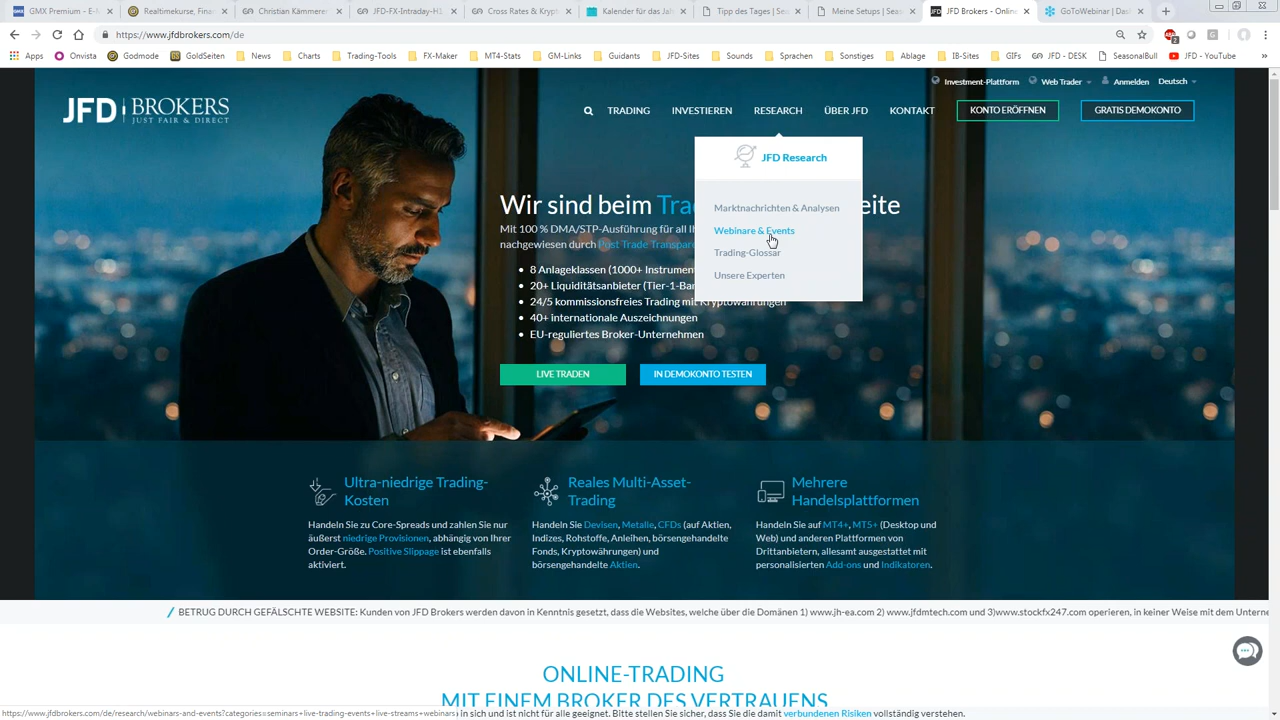 GMX Premium - E-M
Realtimekurse, Finan
Christian Kämmerer
JFD-FX-Intraday-H1
Cross Rates & Krypt
Kalender für das Jah
Tipp des Tages | Sea
Meine Setups | Seas
JFD Brokers - Online
GoToWebinar | Das
https://www.jfdbrokers.com/de
Apps
Onvista
Godmode
GoldSeiten
News
Charts
Trading-Tools
FX-Maker
MT4-Stats
GM-Links
Guidants
JFD-Sites
Sounds
Sprachen
Sonstiges
Ablage
IB-Sites
GIFs
JFD - DESK
SeasonalBull
JFD - YouTube
»
Investment-Plattform
Web Trader
Anmelden
Deutsch
JFD BROKERS
JUST FAIR & DIRECT
TRADING
INVESTIEREN
RESEARCH
ÜBER JFD
KONTAKT
KONTO ERÖFFNEN
GRATIS DEMOKONTO
JFD Research
Marktnachrichten & Analysen
Webinare & Events
Trading-Glossar
Unsere Experten
Wir sind beim Tra eite
Mit 100 % DMA/STP-Ausführung für all Ih
nachgewiesen durch Post Trade Transpare
• 8 Anlageklassen (1000+ Instrument
• 20+ Liquiditätsanbieter (Tier-1-Ban
• 24/5 kommissionsfreies Trading mit Kryptowährungen
• 40+ internationale Auszeichnungen
• EU-reguliertes Broker-Unternehmen
LIVE TRADEN
IN DEMOKONTO TESTEN
Ultra-niedrige Trading-
Kosten
Handeln Sie zu Core-Spreads und zahlen Sie nur
äußerst niedrige Provisionen, abhängig von Ihrer
Order-Größe. Positive Slippage ist ebenfalls
aktiviert.
Reales Multi-Asset-
Trading
Handeln Sie Devisen, Metalle, CFDs (auf Aktien,
Indizes, Rohstoffe, Anleihen, börsengehandelte
Fonds, Kryptowährungen) und
börsengehandelte Aktien.
Mehrere
Handelsplattformen
Handeln Sie auf MT4+, MT5+ (Desktop und
Web) und anderen Plattformen von
Drittanbietern, allesamt ausgestattet mit
personalisierten Add-ons und Indikatoren.
BETRUG DURCH GEFÄLSCHTE WEBSITE: Kunden von JFD Brokers werden davon in Kenntnis gesetzt, dass die Websites, welche über die Domänen 1) www.jh-ea.com 2) www.jfdmtech.com und 3)www.stockfx247.com operieren, in keiner Weise mit dem Unterne
ONLINE-TRADING
MIT EINEM BROKER DES VERTRAUENS
https://www.jfdbrokers.com/de/research/webinars-and-events?categories=seminars+live-trading-events+live-streams+webinars
in sich und ist nicht für alle geeignet. Bitte stellen Sie sicher, dass Sie die damit verbundenen Risiken vollständig verstehen.